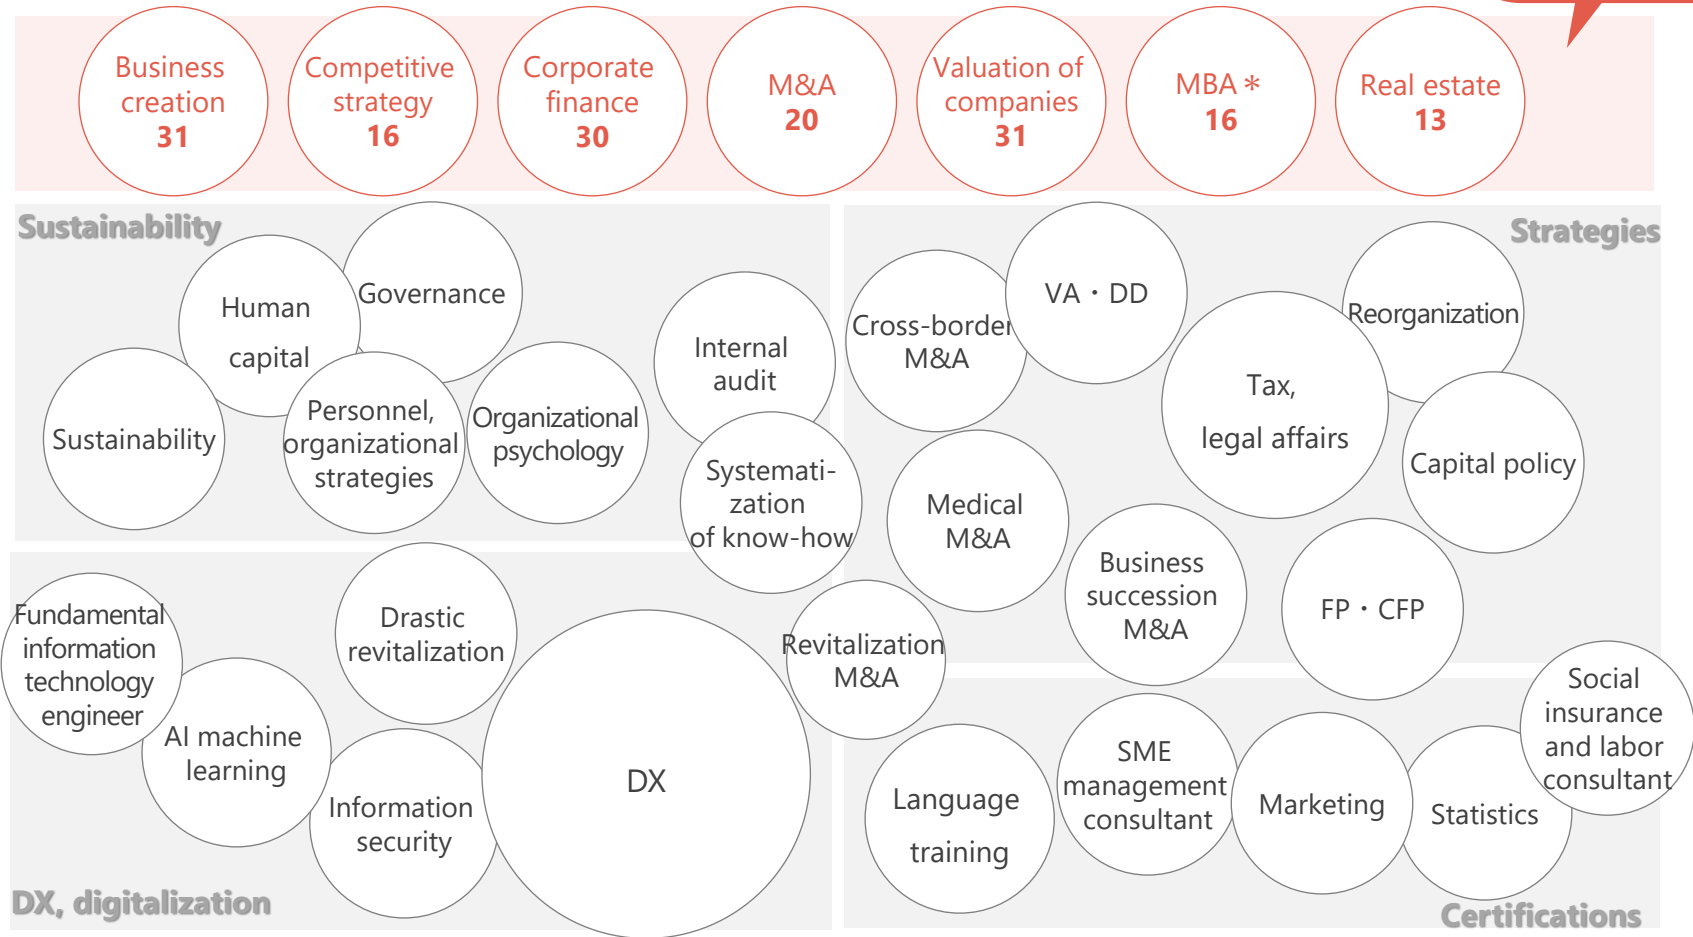 Business
creation
31
Competitive
strategy
16
Corporate
finance
30
M&A
20
Valuation of
companies
31
MBA＊
16
Real estate
13
Sustainability
Human
capital
Governance
Sustainability
Personnel,
organizational
strategies
Organizational
psychology
Internal
audit
Systemati-
zation
of know-how
Strategies
Cross-border
M&A
VA・DD
Tax,
legal affairs
Reorganization
Capital policy
Medical
M&A
Business
succession
M&A
FP・CFP
Revitalization
M&A
Fundamental
information
technology
engineer
Drastic
revitalization
AI machine
learning
Information
security
DX
DX, digitalization
Language
training
SME
management
consultant
Marketing
Statistics
Social
insurance
and labor
consultant
Certifications